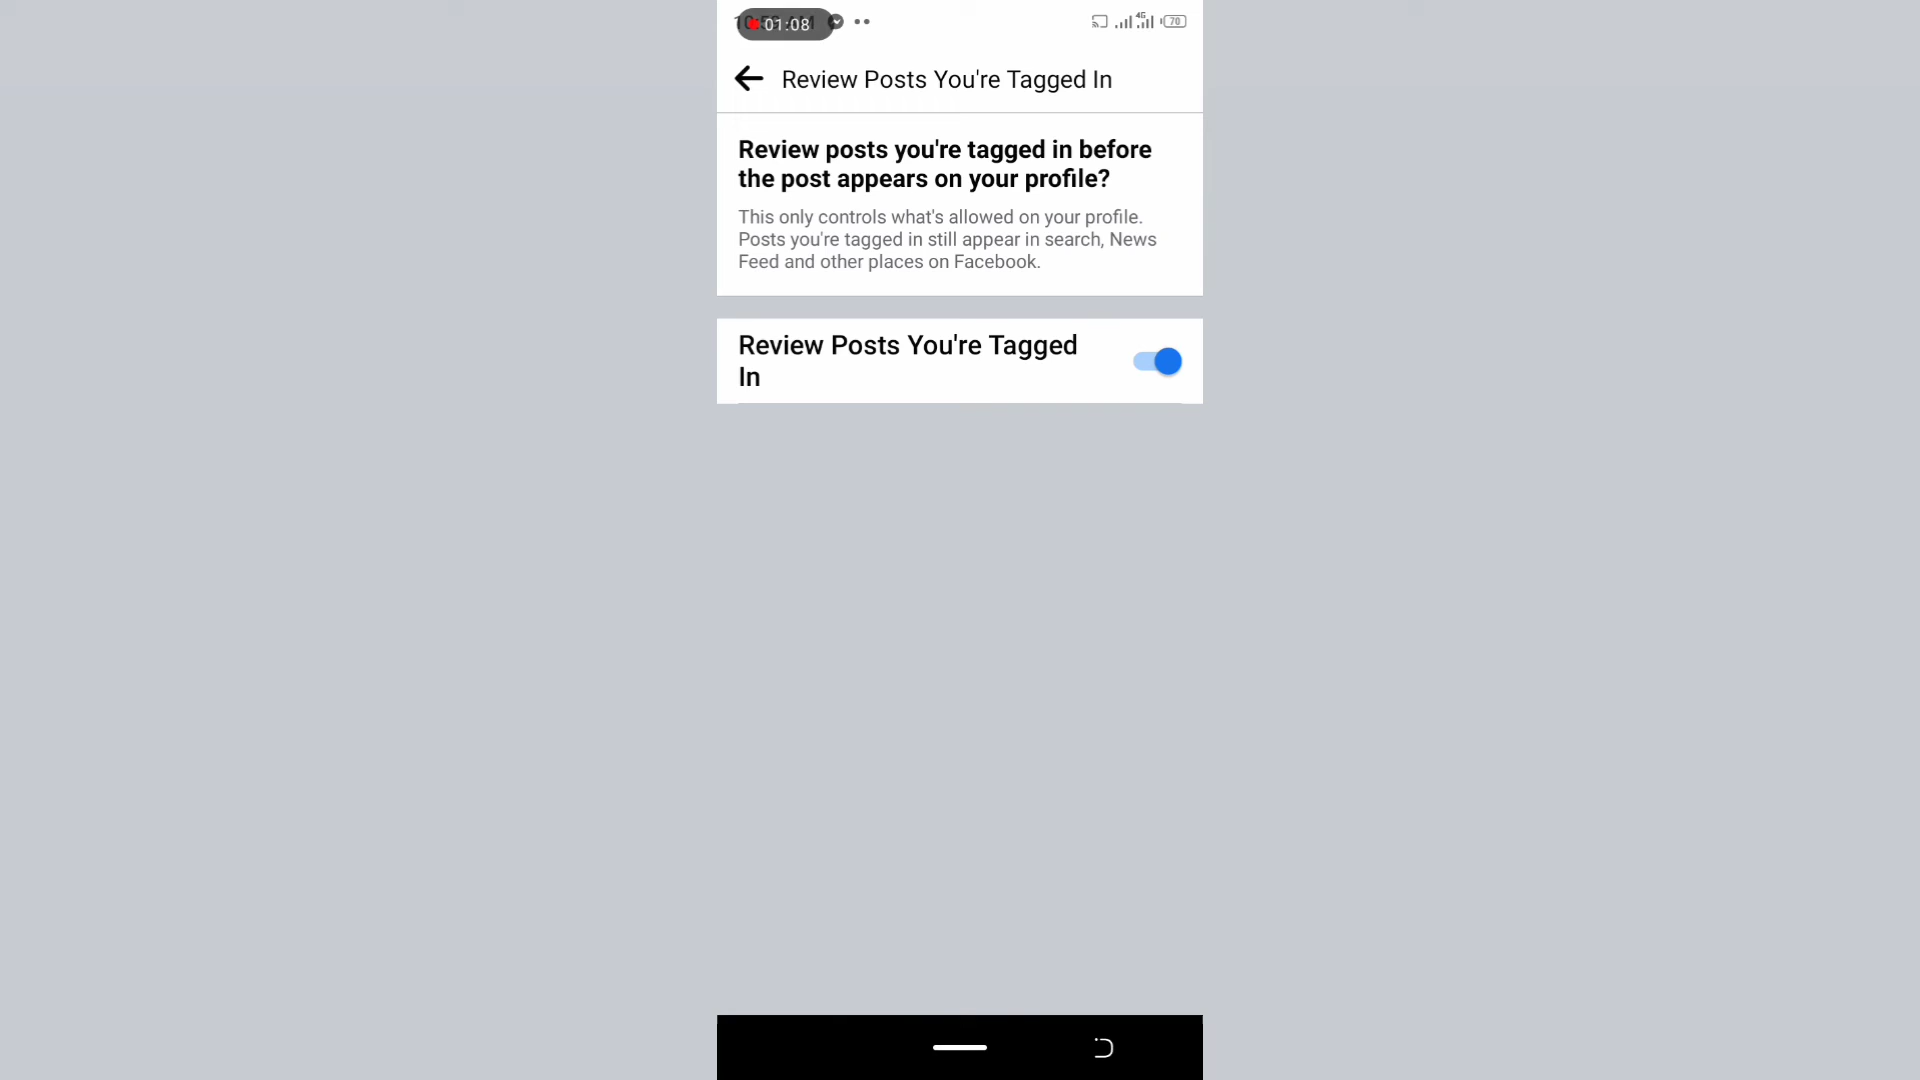 01:08
4G
70
Review Posts You're Tagged In
Review posts you're tagged in before
the post appears on your profile?
This only controls what's allowed on your profile.
Posts you're tagged in still appear in search, News
Feed and other places on Facebook.
Review Posts You're Tagged
In